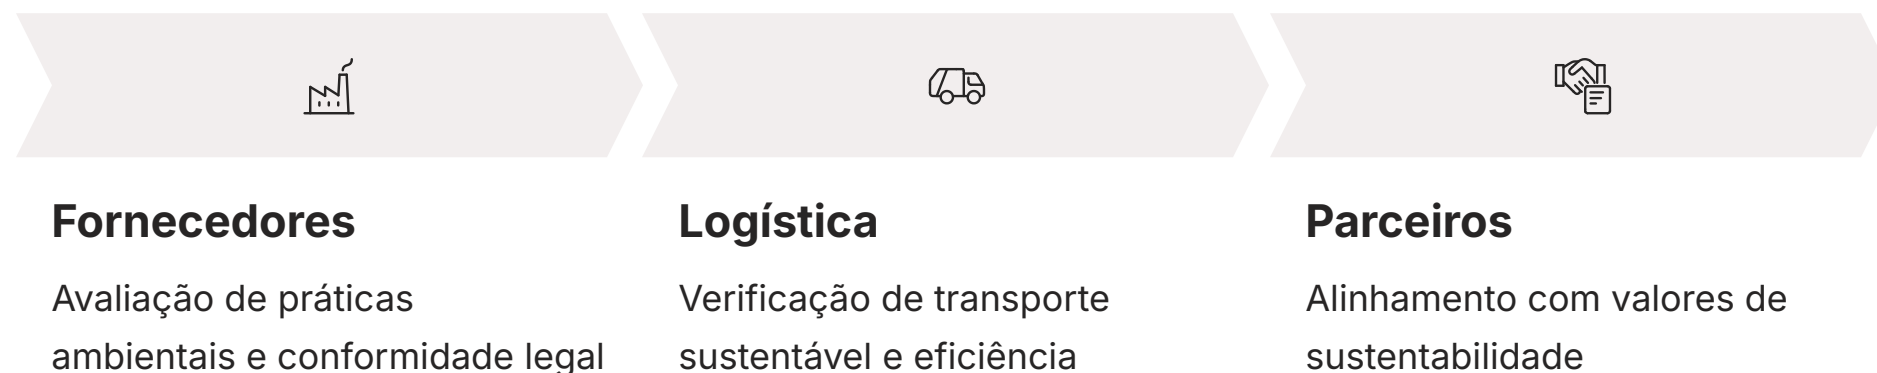 Fornecedores
Avaliação de práticas
ambientais e conformidade legal
Logística
Verificação de transporte
sustentável e eficiência
Parceiros
Alinhamento com valores de
sustentabilidade